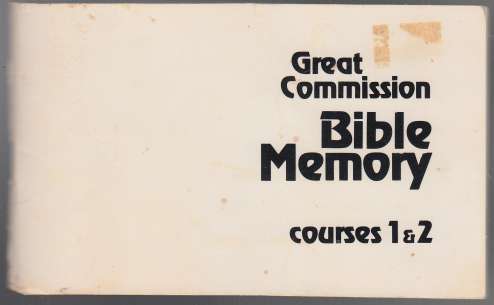 Great
Commission
Bible
Memory
courses 1 & 2